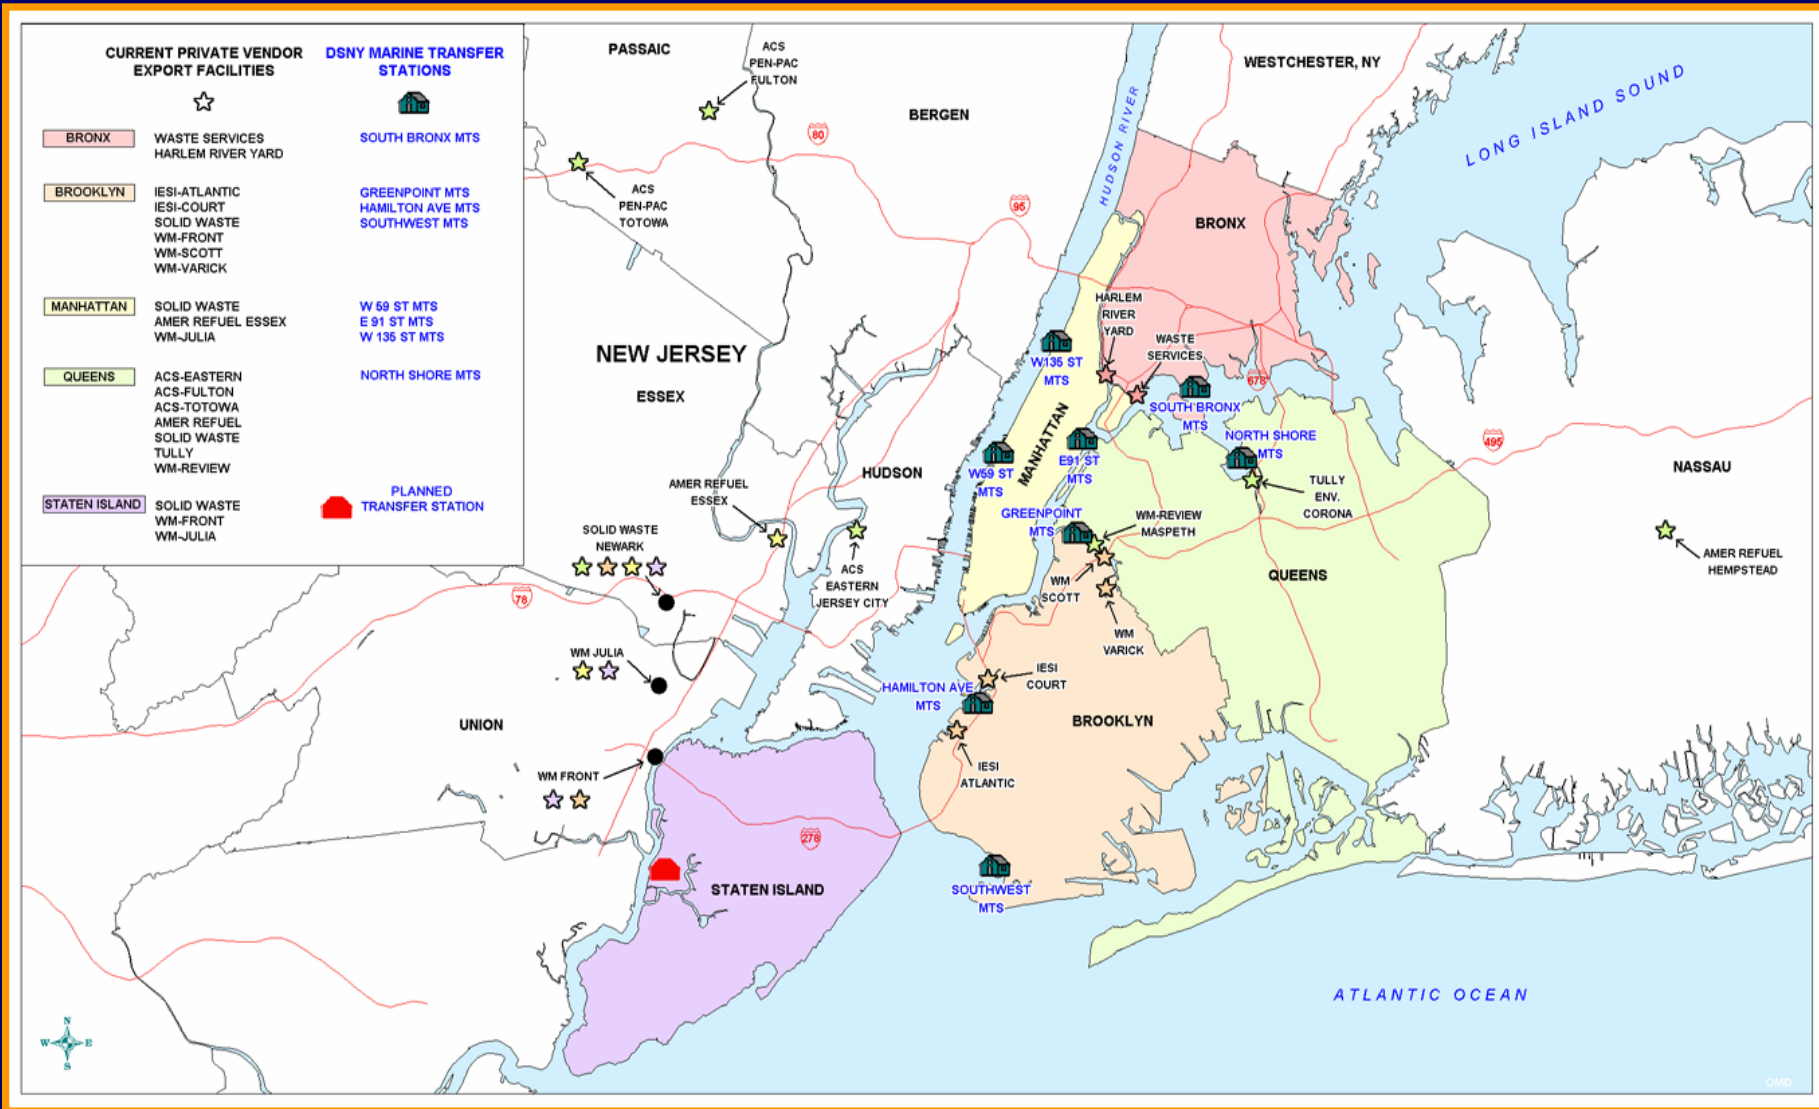 CURRENT PRIVATE VENDOR
EXPORT FACILITIES
DSNY MARINE TRANSFER
STATIONS
BRONX
WASTE SERVICES
HARLEM RIVER YARD
SOUTH BRONX MTS
BROOKLYN
IESI-ATLANTIC
IESI-COURT
SOLID WASTE
WM-FRONT
WM-SCOTT
WM-VARICK
GREENPOINT MTS
HAMILTON AVE MTS
SOUTHWEST MTS
MANHATTAN
SOLID WASTE
AMER REFUEL ESSEX
WM-JULIA
W 59 ST MTS
E 91 ST MTS
W 135 ST MTS
QUEENS
ACS-EASTERN
ACS-FULTON
ACS-TOTOWA
AMER REFUEL
SOLID WASTE
TULLY
WM-REVIEW
NORTH SHORE MTS
STATEN ISLAND
SOLID WASTE
WM-FRONT
WM-JULIA
PLANNED
TRANSFER STATION
PASSAIC
ACS
PEN-PAC
FULTON
BERGEN
WESTCHESTER, NY
LONG ISLAND SOUND
HUDSON RIVER
80
ACS
PEN-PAC
TOTOWA
95
BRONX
HARLEM
RIVER
YARD
WASTE
SERVICES
NEW JERSEY
ESSEX
W135 ST
MTS
678
SOUTH BRONX
MTS
NORTH SHORE
MTS
495
MANHATTAN
E91 ST
MTS
W59 ST
MTS
HUDSON
NASSAU
AMER REFUEL
ESSEX
TULLY
ENV.
CORONA
GREENPOINT
MTS
WM-REVIEW
MASPETH
SOLID WASTE
NEWARK
ACS
EASTERN
JERSEY CITY
AMER REFUEL
HEMPSTEAD
QUEENS
WM
SCOTT
78
WM
VARICK
WM JULIA
IESI
COURT
HAMILTON AVE
MTS
BROOKLYN
UNION
IESI
ATLANTIC
WM FRONT
278
STATEN ISLAND
SOUTHWEST
MTS
ATLANTIC OCEAN
N
W
E
S
OMD